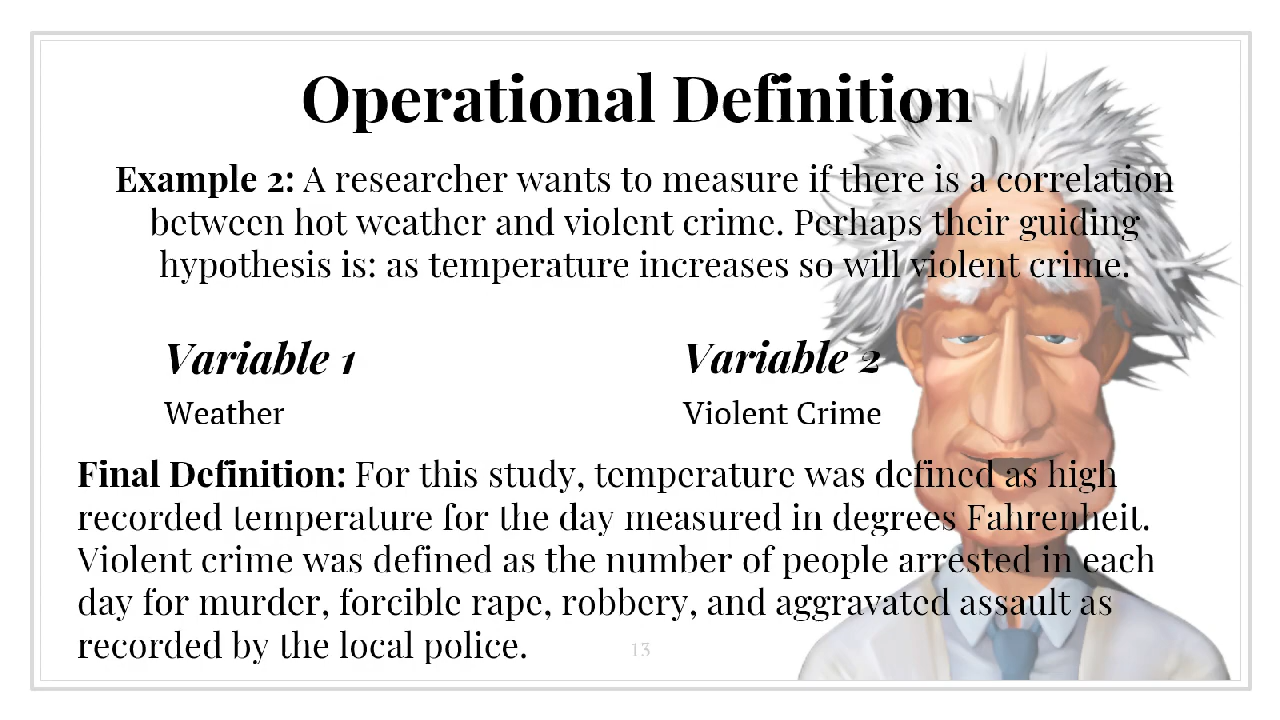 Operational Definition
Example 2: A researcher wants to measure if there is a correlation
between hot weather and violent crime. Perhaps their guiding
hypothesis is: as temperature increases so will violent crime.
Variable 1
Weather
Variable 2
Violent Crime
Final Definition: For this study, temperature was defined as high
recorded temperature for the day measured in degrees Fahrenheit.
Violent crime was defined as the number of people arrested in each
day for murder, forcible rape, robbery, and aggravated assault as
recorded by the local police.
13